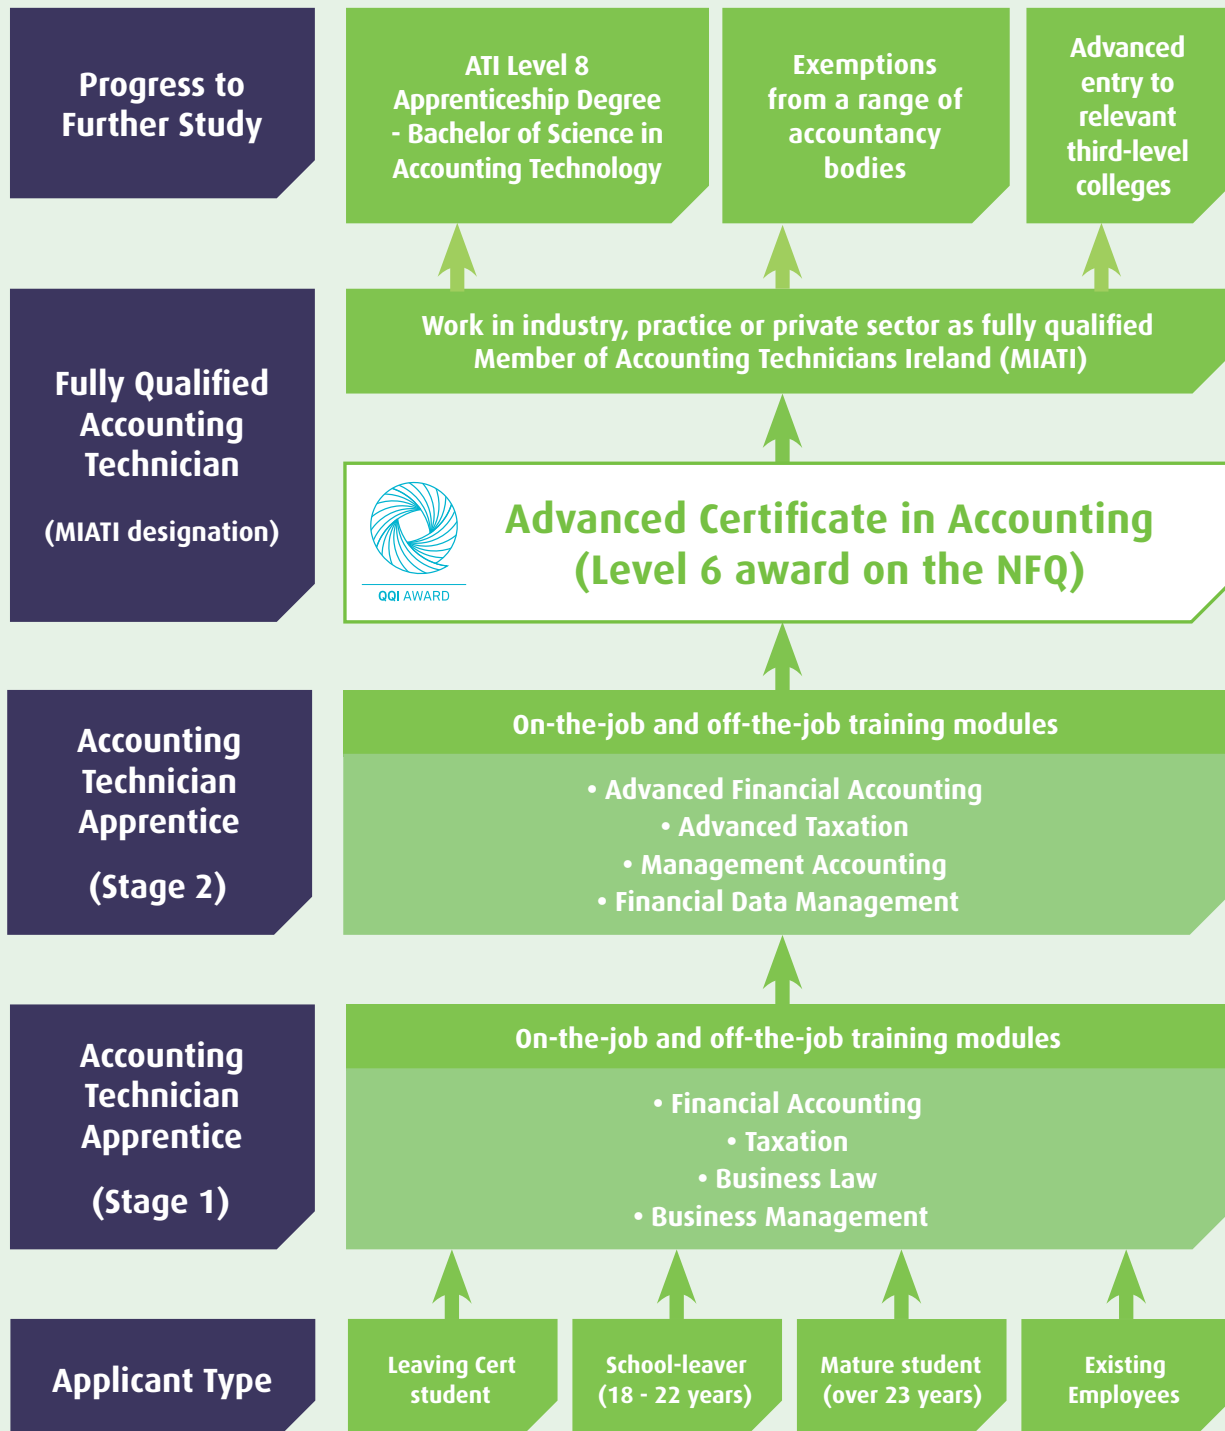 Progress to
Further Study
ATI Level 8
Apprenticeship Degree
- Bachelor of Science in
Accounting Technology
Exemptions
from a range of
accountancy
bodies
Advanced
entry to
relevant
third-level
colleges
Fully Qualified
Accounting
Technician
(MIATI designation)
Work in industry, practice or private sector as fully qualified
Member of Accounting Technicians Ireland (MIATI)
QQI AWARD
Advanced Certificate in Accounting
(Level 6 award on the NFQ)
Accounting
Technician
Apprentice
(Stage 2)
On-the-job and off-the-job training modules
• Advanced Financial Accounting
• Advanced Taxation
• Management Accounting
• Financial Data Management
Accounting
Technician
Apprentice
(Stage 1)
On-the-job and off-the-job training modules
• Financial Accounting
• Taxation
• Business Law
• Business Management
Applicant Type
Leaving Cert
student
School-leaver
(18 - 22 years)
Mature student
(over 23 years)
Existing
Employees